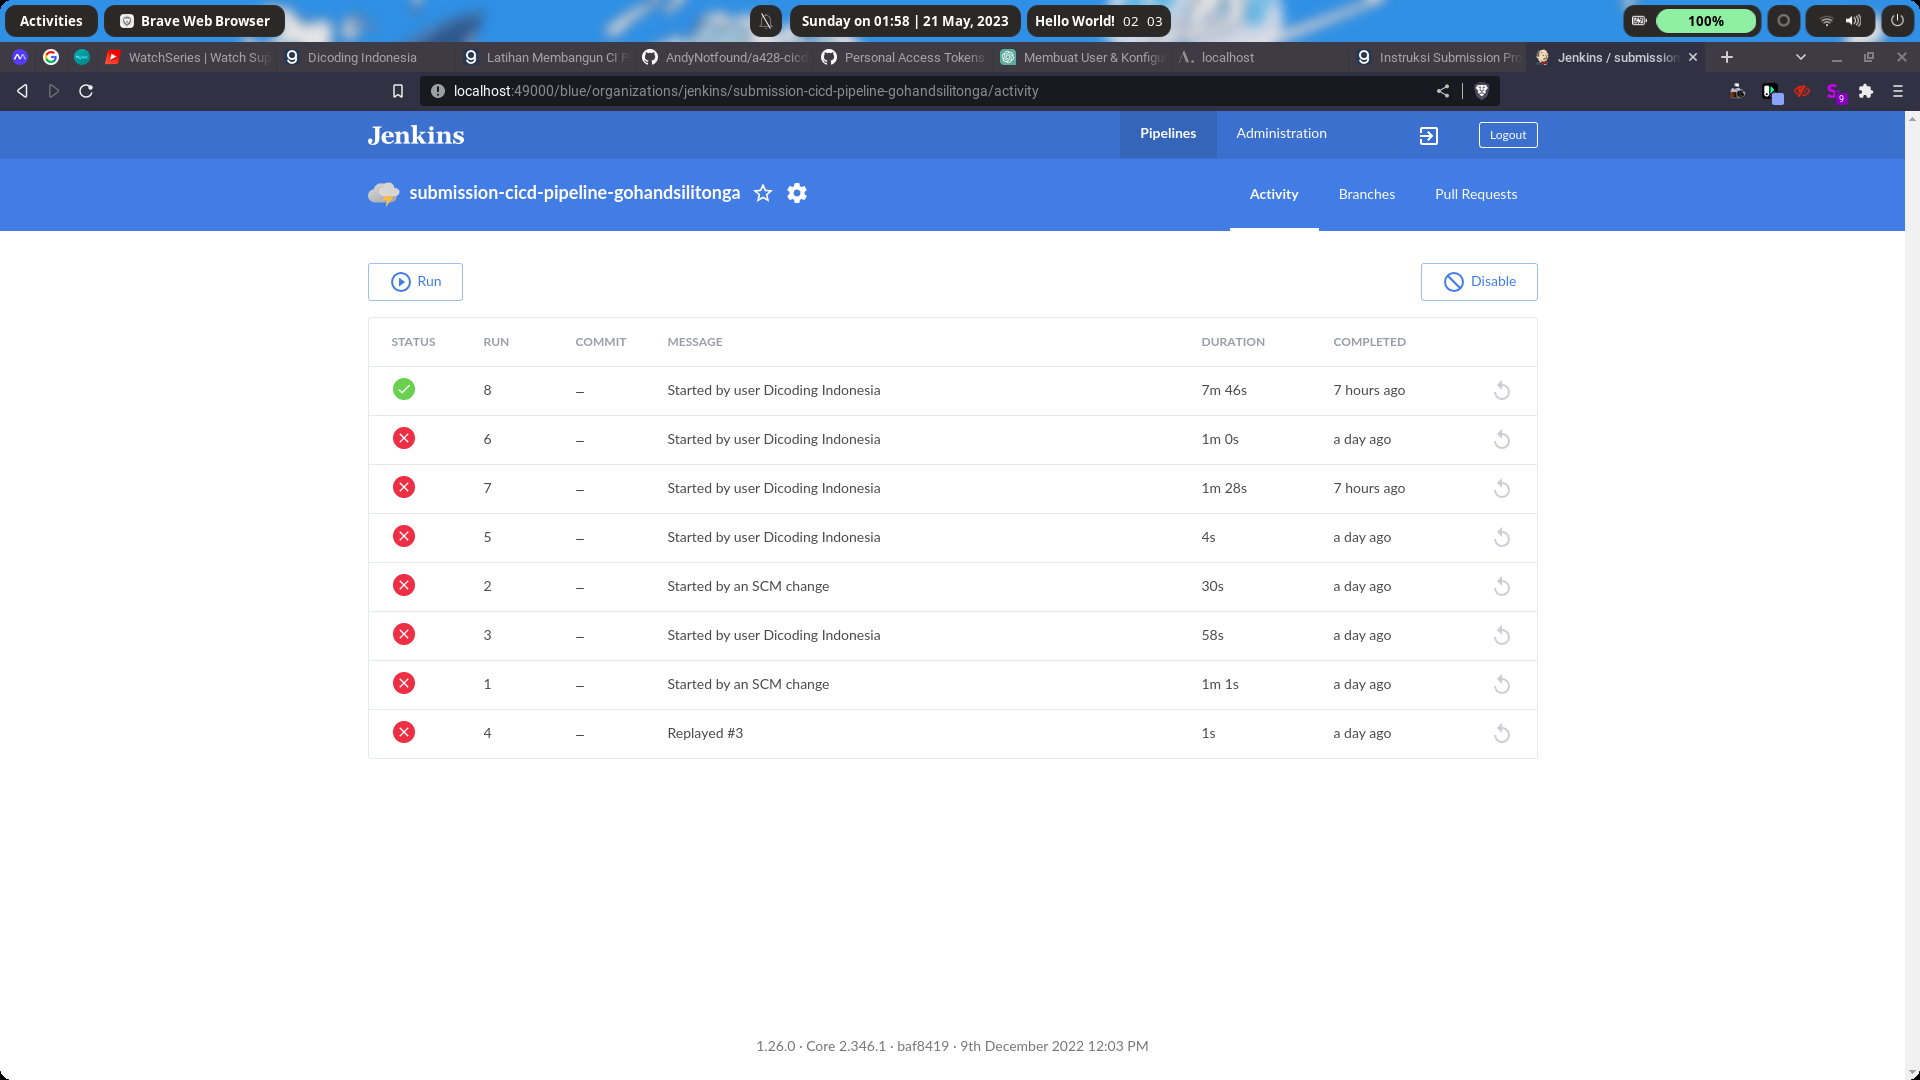 Activities
Brave Web Browser
Sunday on 01:58 | 21 May, 2023
Hello World! 02 03
100%
WatchSeries | Watch Sup
Dicoding Indonesia
Latihan Membangun CI P
AndyNotfound/a428-cicd
Personal Access Tokens
Membuat User & Konfigu
localhost
Instruksi Submission Pro
Jenkins / submission
localhost:49000/blue/organizations/jenkins/submission-cicd-pipeline-gohandsilitonga/activity
9
Jenkins
Pipelines
Administration
Logout
submission-cicd-pipeline-gohandsilitonga
Activity
Branches
Pull Requests
Run
Disable
STATUS RUN COMMIT MESSAGE DURATION COMPLETED
8 – Started by user Dicoding Indonesia 7m 46s 7 hours ago
6 – Started by user Dicoding Indonesia 1m 0s a day ago
7 – Started by user Dicoding Indonesia 1m 28s 7 hours ago
5 – Started by user Dicoding Indonesia 4s a day ago
2 – Started by an SCM change 30s a day ago
3 – Started by user Dicoding Indonesia 58s a day ago
1 – Started by an SCM change 1m 1s a day ago
4 – Replayed #3 1s a day ago
1.26.0 · Core 2.346.1 · baf8419 · 9th December 2022 12:03 PM